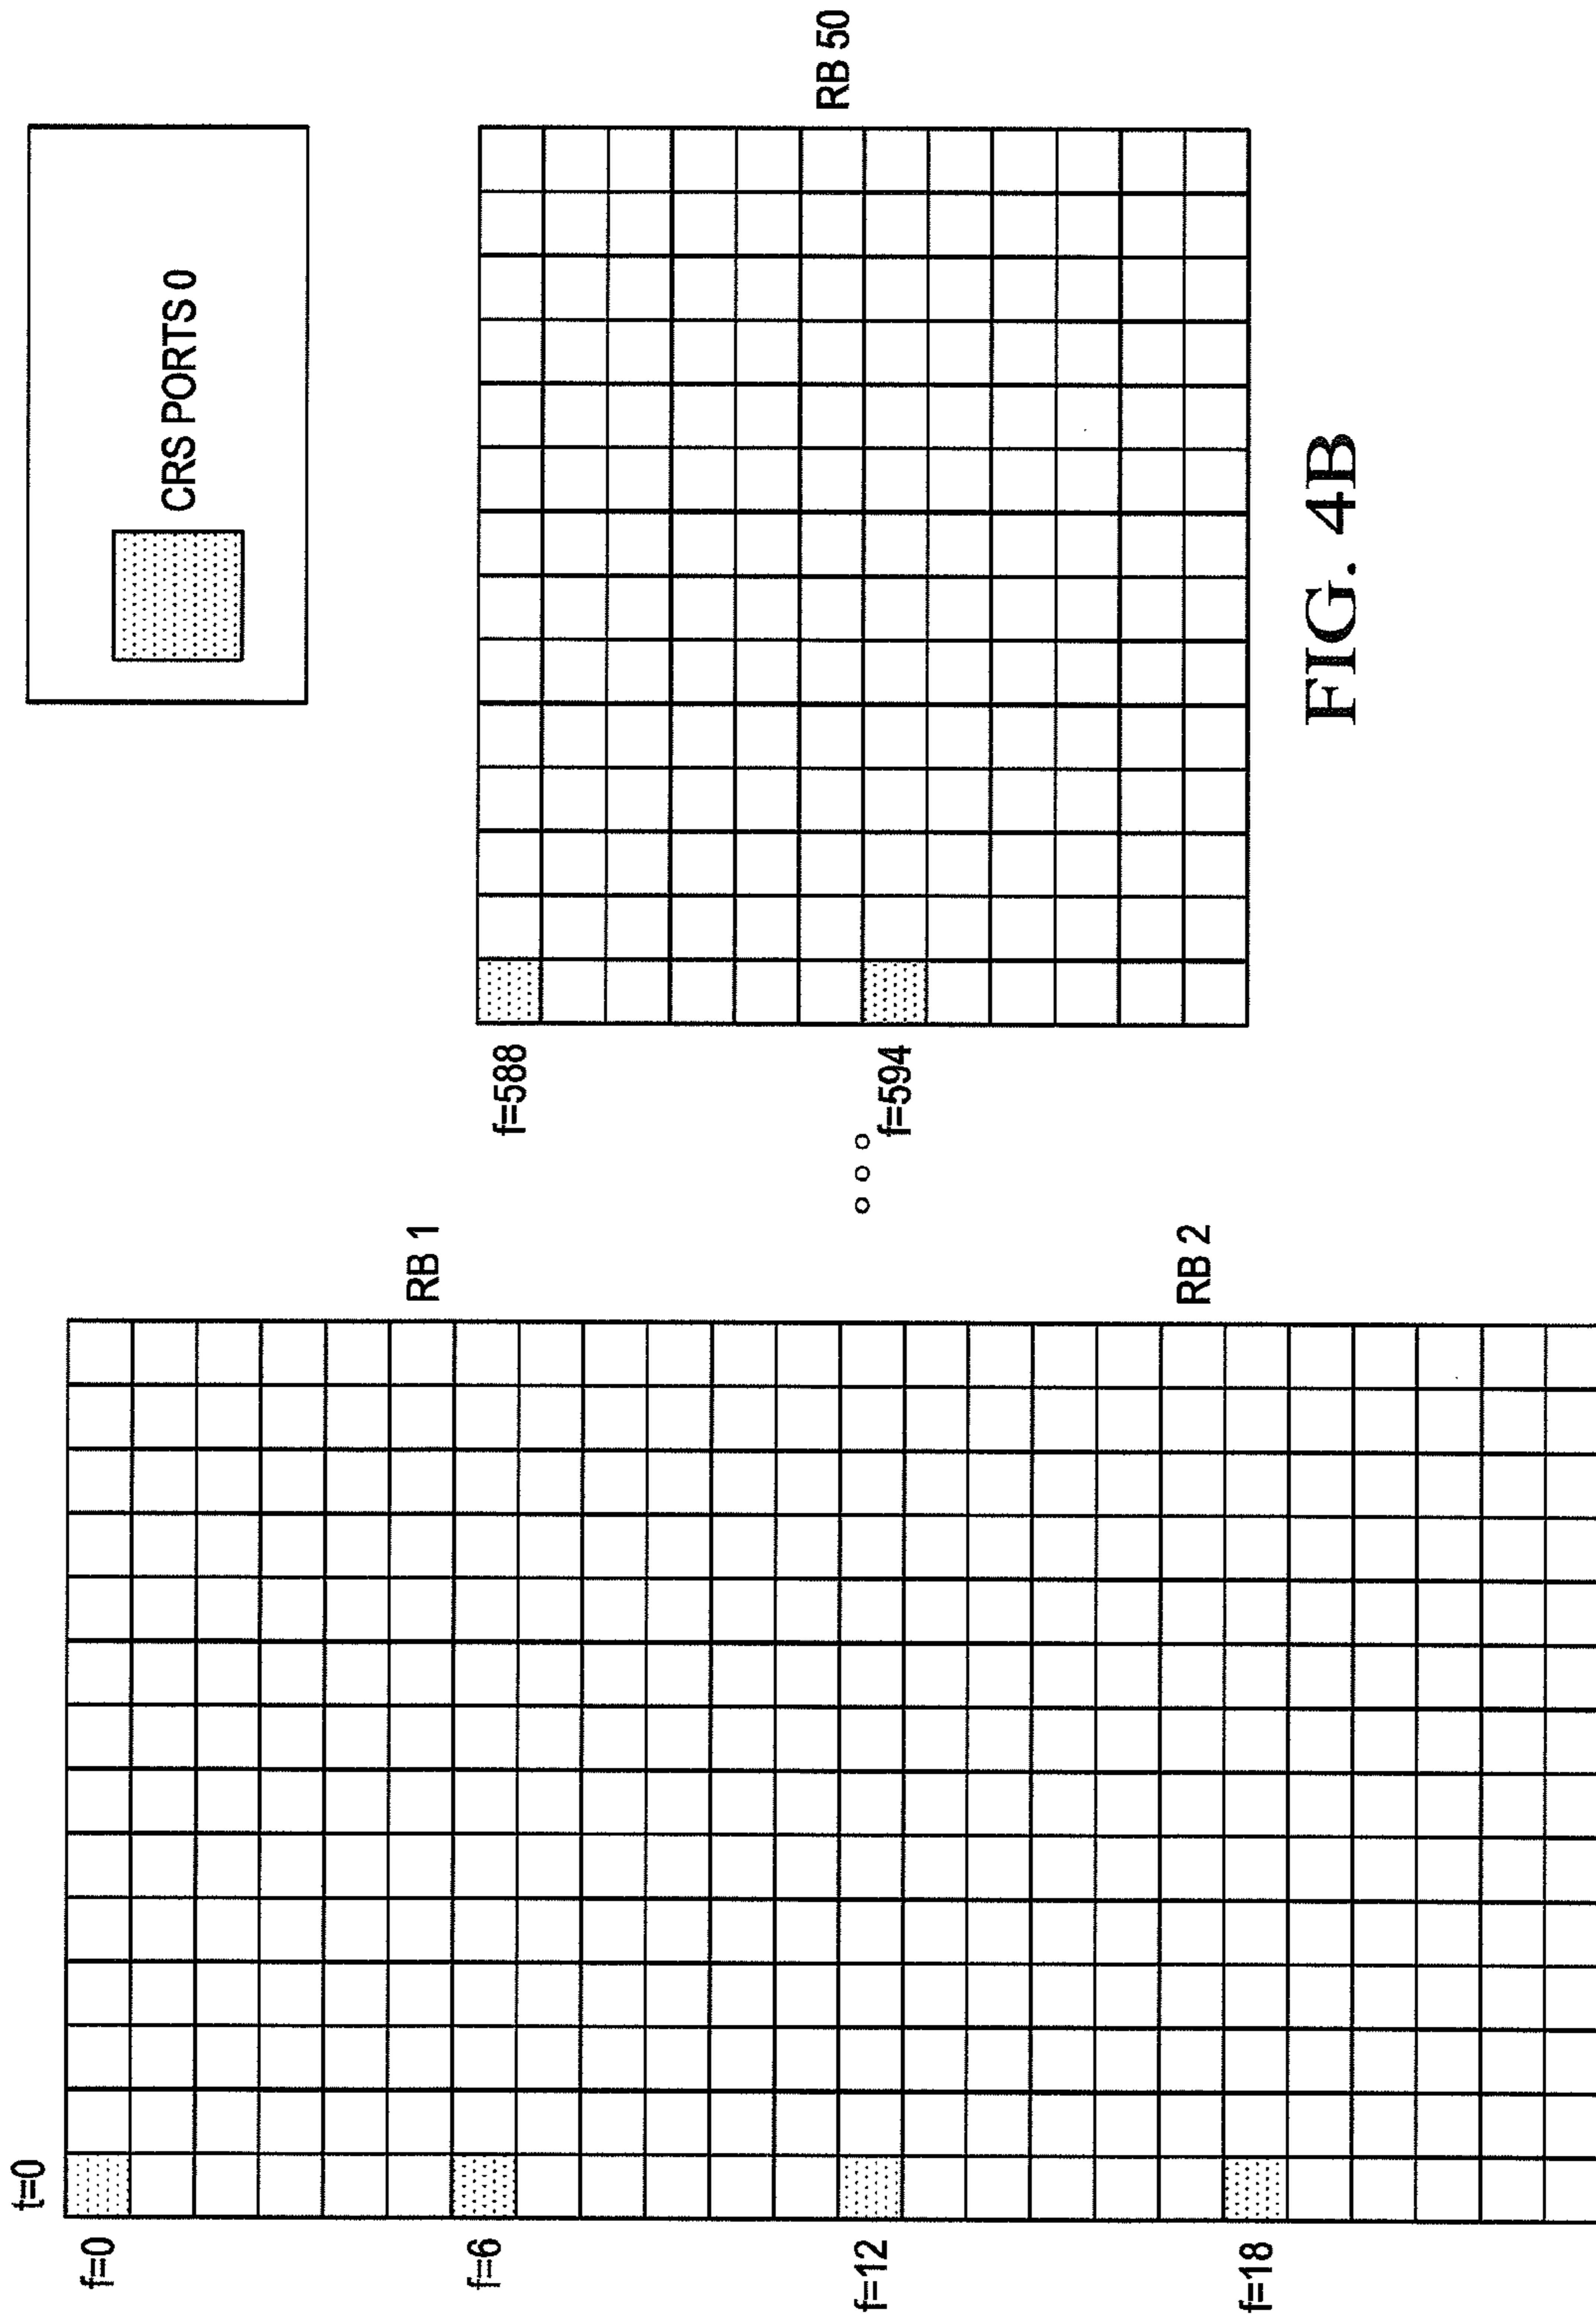 t=0
f=0
f=6
f=12
f=18
RB 1
RB 2
f=588
f=594
RB 50
CRS PORTS 0
FIG. 4B